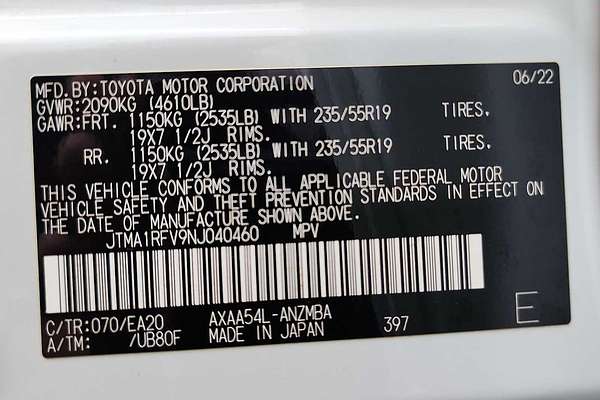 MFD.BY:TOYOTA MOTOR CORPORATION 06/22
GVWR:2090KG (4610LB)
GAWR:FRT. 1150KG (2535LB) WITH 235/55R19 TIRES.
19X7 1/2J RIMS.
RR. 1150KG (2535LB) WITH 235/55R19 TIRES.
19X7 1/2J RIMS.
THIS VEHICLE CONFORMS TO ALL APPLICABLE FEDERAL MOTOR
VEHICLE SAFETY AND THEFT PREVENTION STANDARDS IN EFFECT ON
THE DATE OF MANUFACTURE SHOWN ABOVE.
JTMA1RFV9NJ040460 MPV
C/TR:070/EA20 AXAA54L-ANZMBA E
A/TM: /UB80F MADE IN JAPAN 397